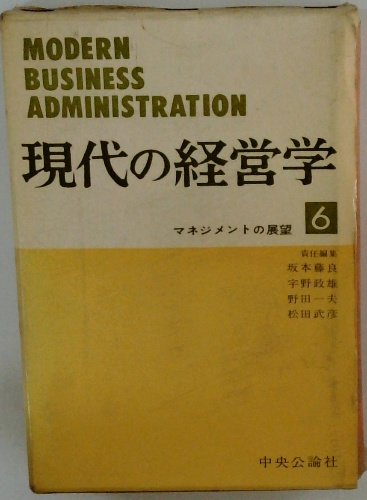 MODERN
BUSINESS
ADMINISTRATION
現代の経営学
マネジメントの展望 6
責任編集
坂本藤良
宇野政雄
野田一夫
松田武彦
中央公論社